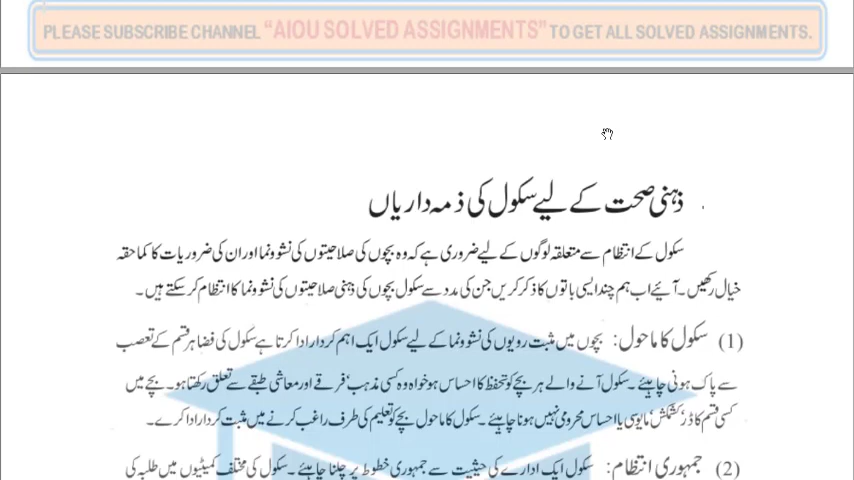 PLEASE SUBSCRIBE CHANNEL "AIOU SOLVED ASSIGNMENTS" TO GET ALL SOLVED ASSIGNMENTS.
ذہنی صحت کے لیے سکول کی ذمہ داریاں
سکول کے انتظام سے متعلقہ لوگوں کے لیے ضروری ہے کہ وہ بچوں کی صلاحیتوں کی نشوونما اور ان کی ضروریات کا کما حقہ
خیال رکھیں۔ آئیے اب ہم چند ایسی باتوں کا ذکر کریں جن کی مدد سے سکول بچوں کی ذہنی صلاحیتوں کی نشوونما کا انتظام کر سکتے ہیں۔
(1) سکول کا ماحول: بچوں میں مثبت رویوں کی نشوونما کے لیے سکول ایک اہم کردار ادا کرتا ہے سکول کی فضا ہر قسم کے تعصب
سے پاک ہونی چاہیئے۔ سکول آنے والے ہر بچے کو تحفظ کا احساس ہو خواہ وہ کسی مذہب، فرقے اور معاشی طبقے سے تعلق رکھتا ہو۔ بچے میں
کسی قسم کا ڈر، کشمکش، مایوسی یا احساس محرومی نہیں ہونا چاہیئے۔ سکول کا ماحول بچے کو تعلیم کی طرف راغب کرنے میں مثبت کردار ادا کرے۔
(2) جمہوری انتظام: سکول ایک ادارے کی حیثیت سے جمہوری خطوط پر چلنا چاہیئے۔ سکول کی مختلف کمیٹیوں میں طلبہ کی